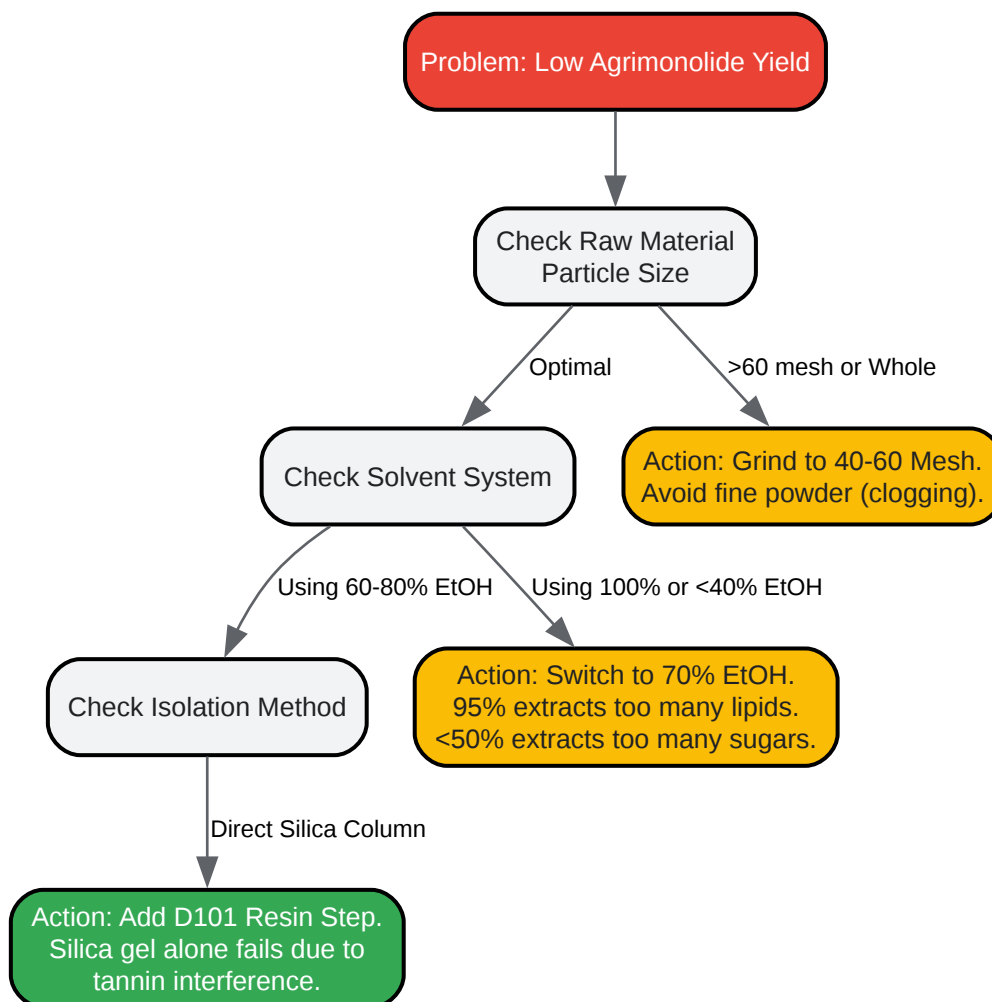 Problem: Low Agrimonolide Yield
Check Raw Material
Particle Size
Optimal
>60 mesh or Whole
Check Solvent System
Action: Grind to 40-60 Mesh.
Avoid fine powder (clogging).
Using 60-80% EtOH
Using 100% or <40% EtOH
Check Isolation Method
Action: Switch to 70% EtOH.
95% extracts too many lipids.
<50% extracts too many sugars.
Direct Silica Column
Action: Add D101 Resin Step.
Silica gel alone fails due to
tannin interference.